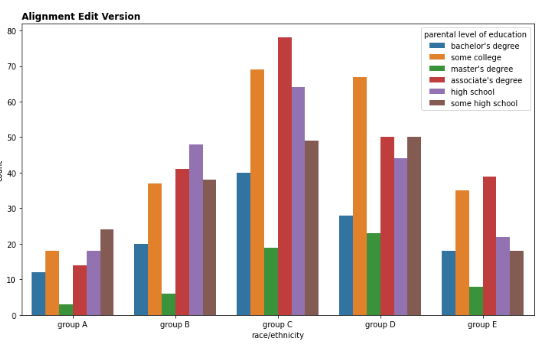 Alignment Edit Version
80
70
60
50
40
30
20
10
0
count
parental level of education
bachelor's degree
some college
master's degree
associate's degree
high school
some high school
group A
group B
group C
group D
group E
race/ethnicity